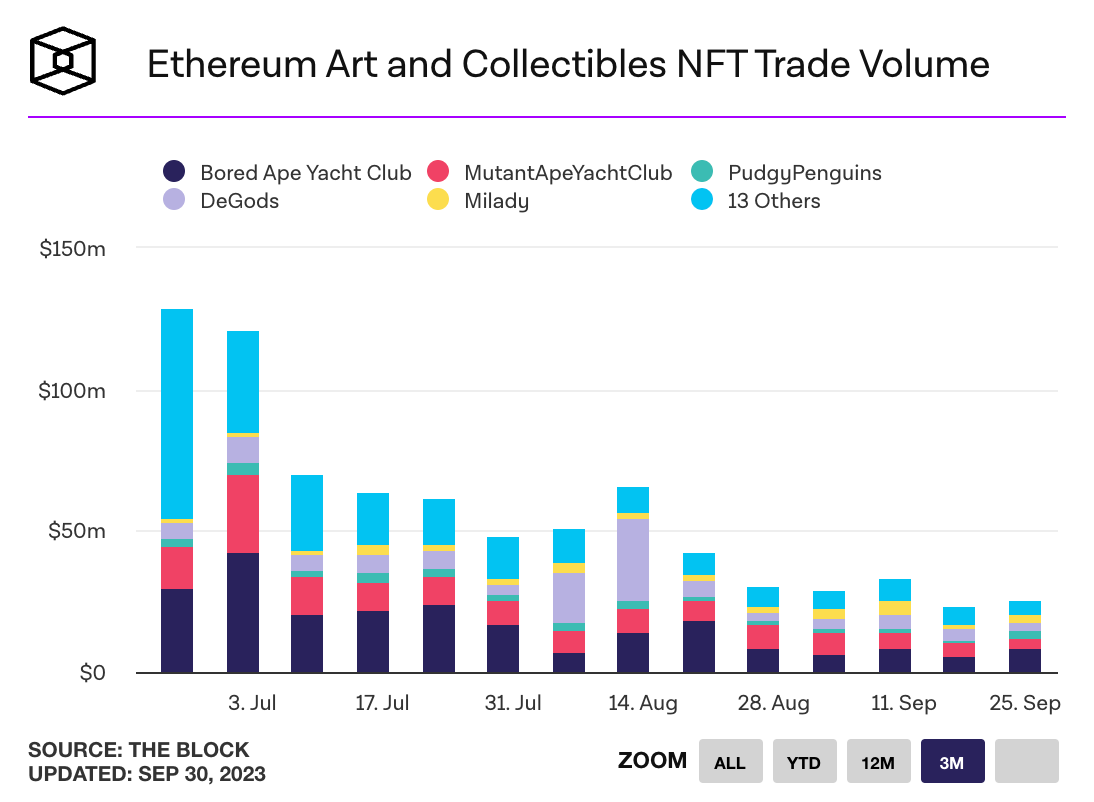 Ethereum Art and Collectibles NFT Trade Volume
Bored Ape Yacht Club MutantApeYachtClub PudgyPenguins
DeGods Milady 13 Others
$150m
$100m
$50m
$0
3. Jul 17. Jul 31. Jul 14. Aug 28. Aug 11. Sep 25. Sep
SOURCE: THE BLOCK
UPDATED: SEP 30, 2023
ZOOM ALL YTD 12M 3M